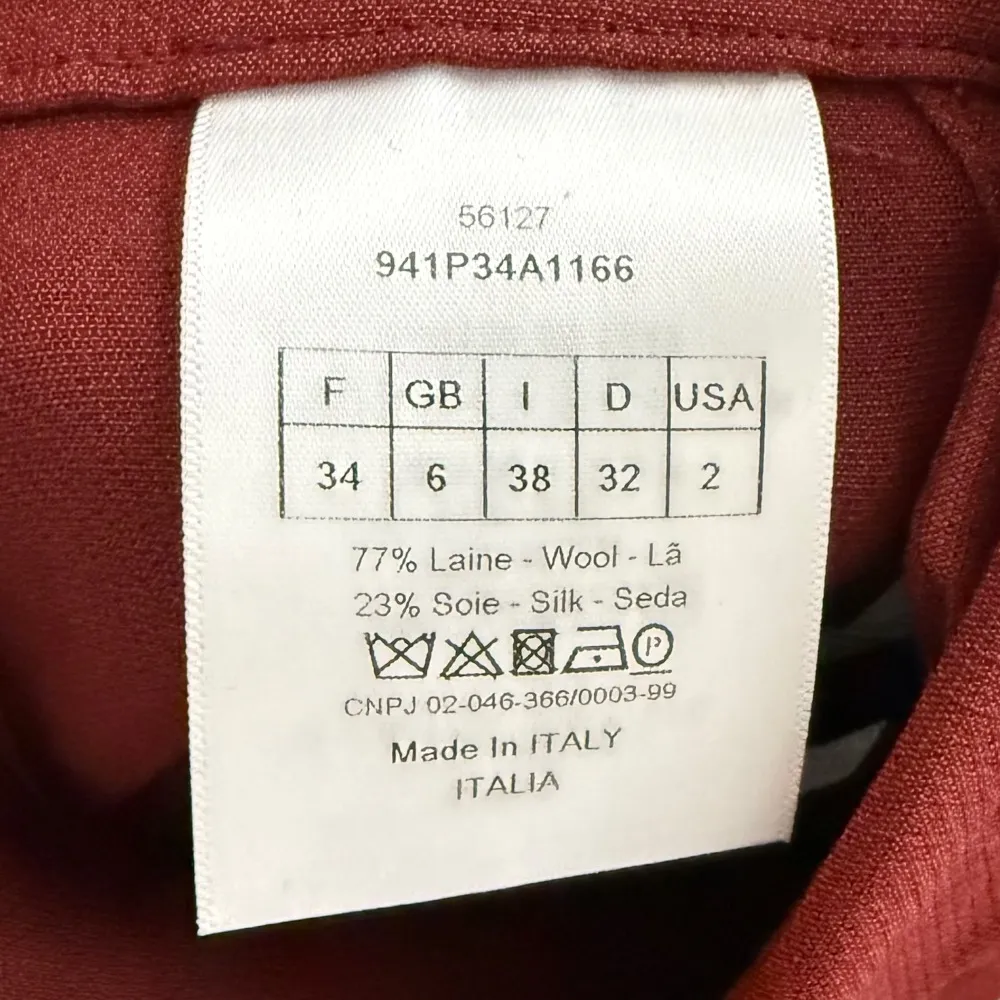 56127
941P34A1166
F GB I D USA
34 6 38 32 2
77% Laine - Wool - Lã
23% Soie - Silk - Seda
P
CNPJ 02-046-366/0003-99
Made In ITALY
ITALIA